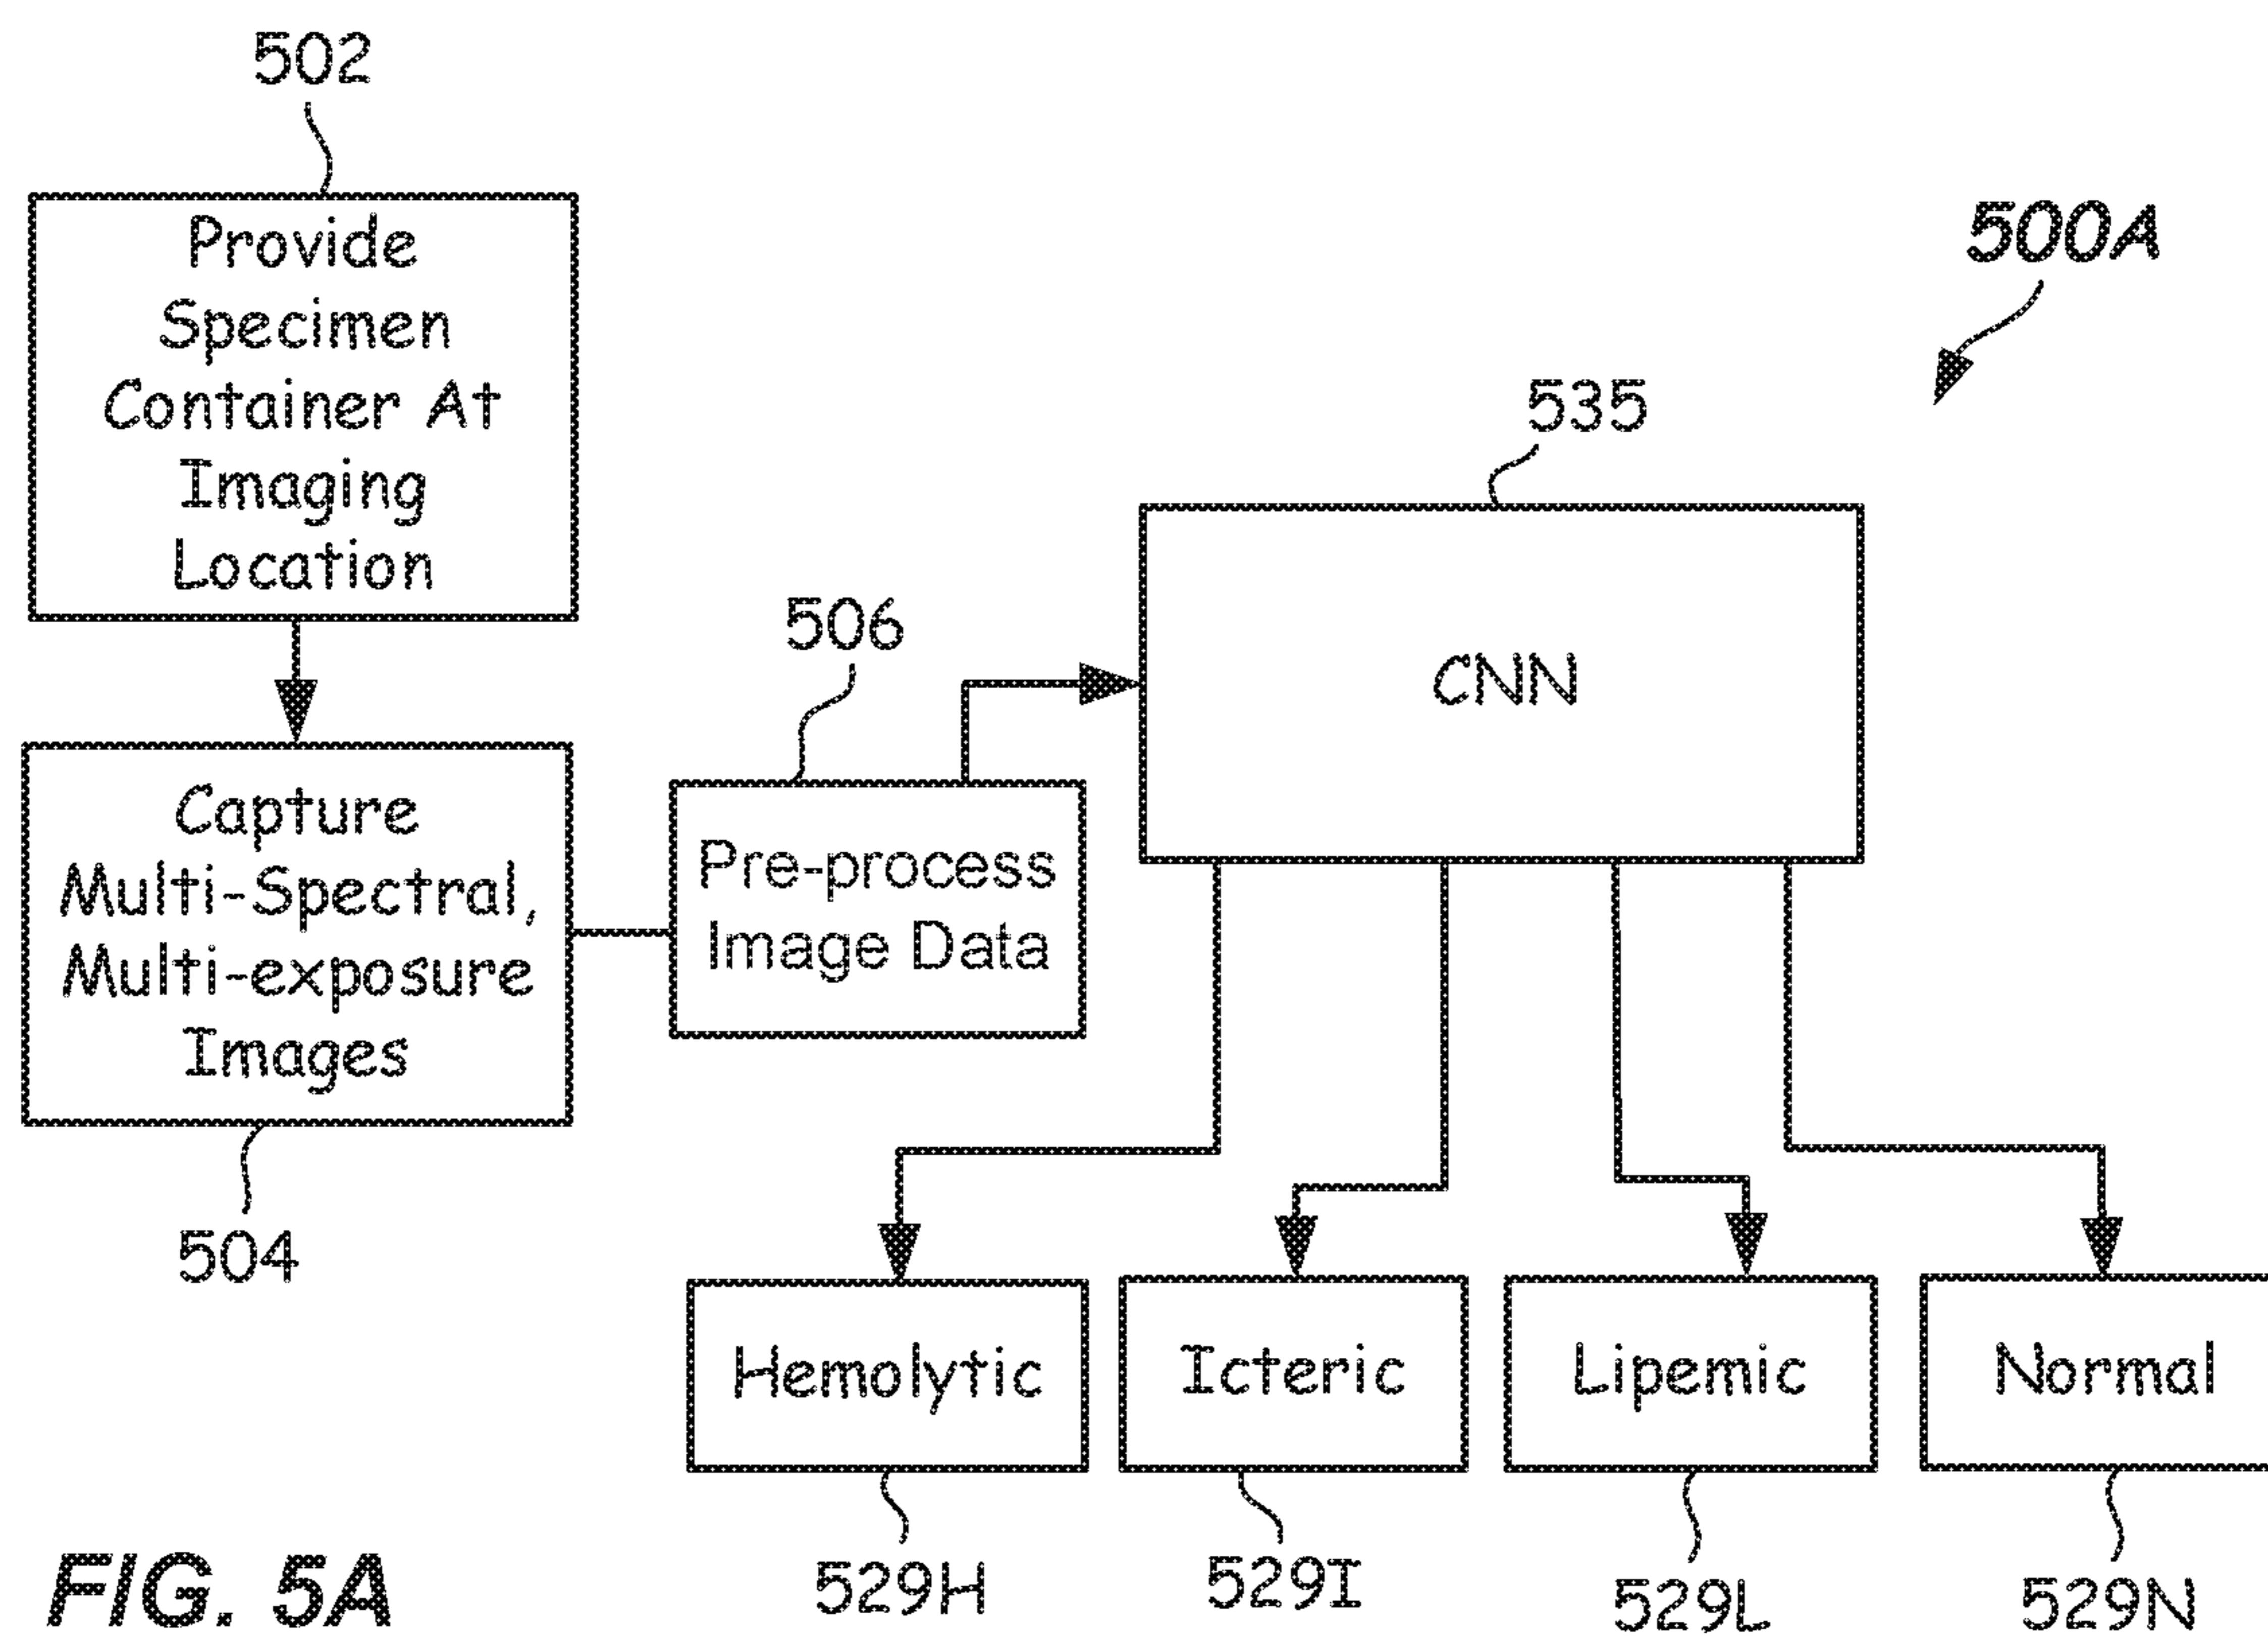 502
Provide
Specimen
Container At
Imaging
Location
500A
535
CNN
506
Pre-process
Image Data
Capture
Multi-Spectral,
Multi-exposure
Images
504
Hemolytic
Icteric
Lipemic
Normal
529H
529I
529L
529N
FIG. 5A